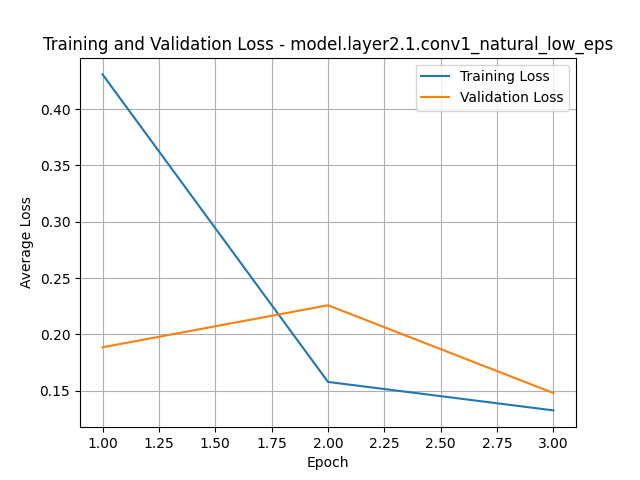 Training and Validation Loss - model.layer2.1.conv1_natural_low_eps
Training Loss
Validation Loss
Average Loss
0.40
0.35
0.30
0.25
0.20
0.15
1.00 1.25 1.50 1.75 2.00 2.25 2.50 2.75 3.00
Epoch